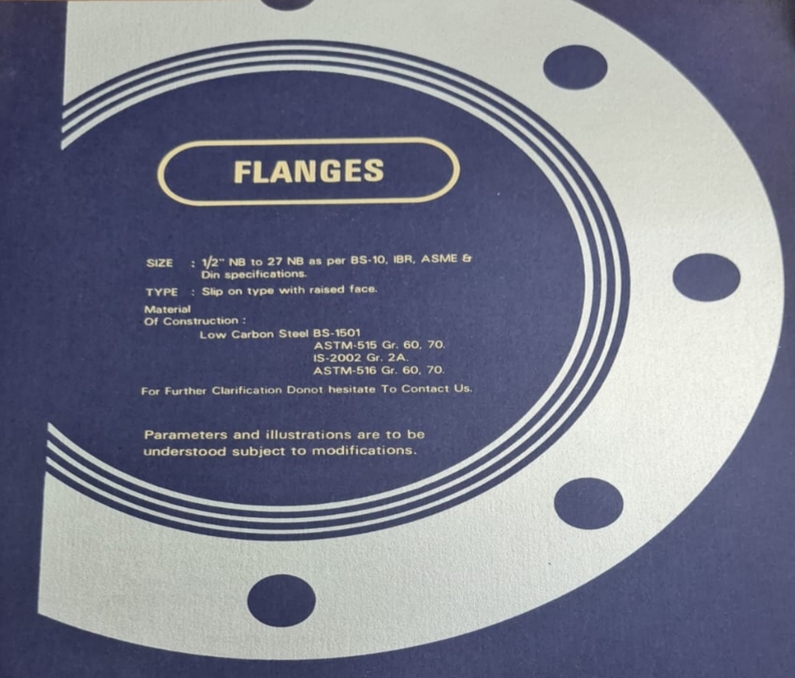 FLANGES
SIZE : 1/2" NB to 27 NB as per BS-10, IBR, ASME &
Din specifications.
TYPE : Slip on type with raised face.
Material
Of Construction :
Low Carbon Steel BS-1501
ASTM-515 Gr. 60, 70.
IS-2002 Gr. 2A.
ASTM-516 Gr. 60, 70.
For Further Clarification Donot hesitate To Contact Us.
Parameters and illustrations are to be
understood subject to modifications.